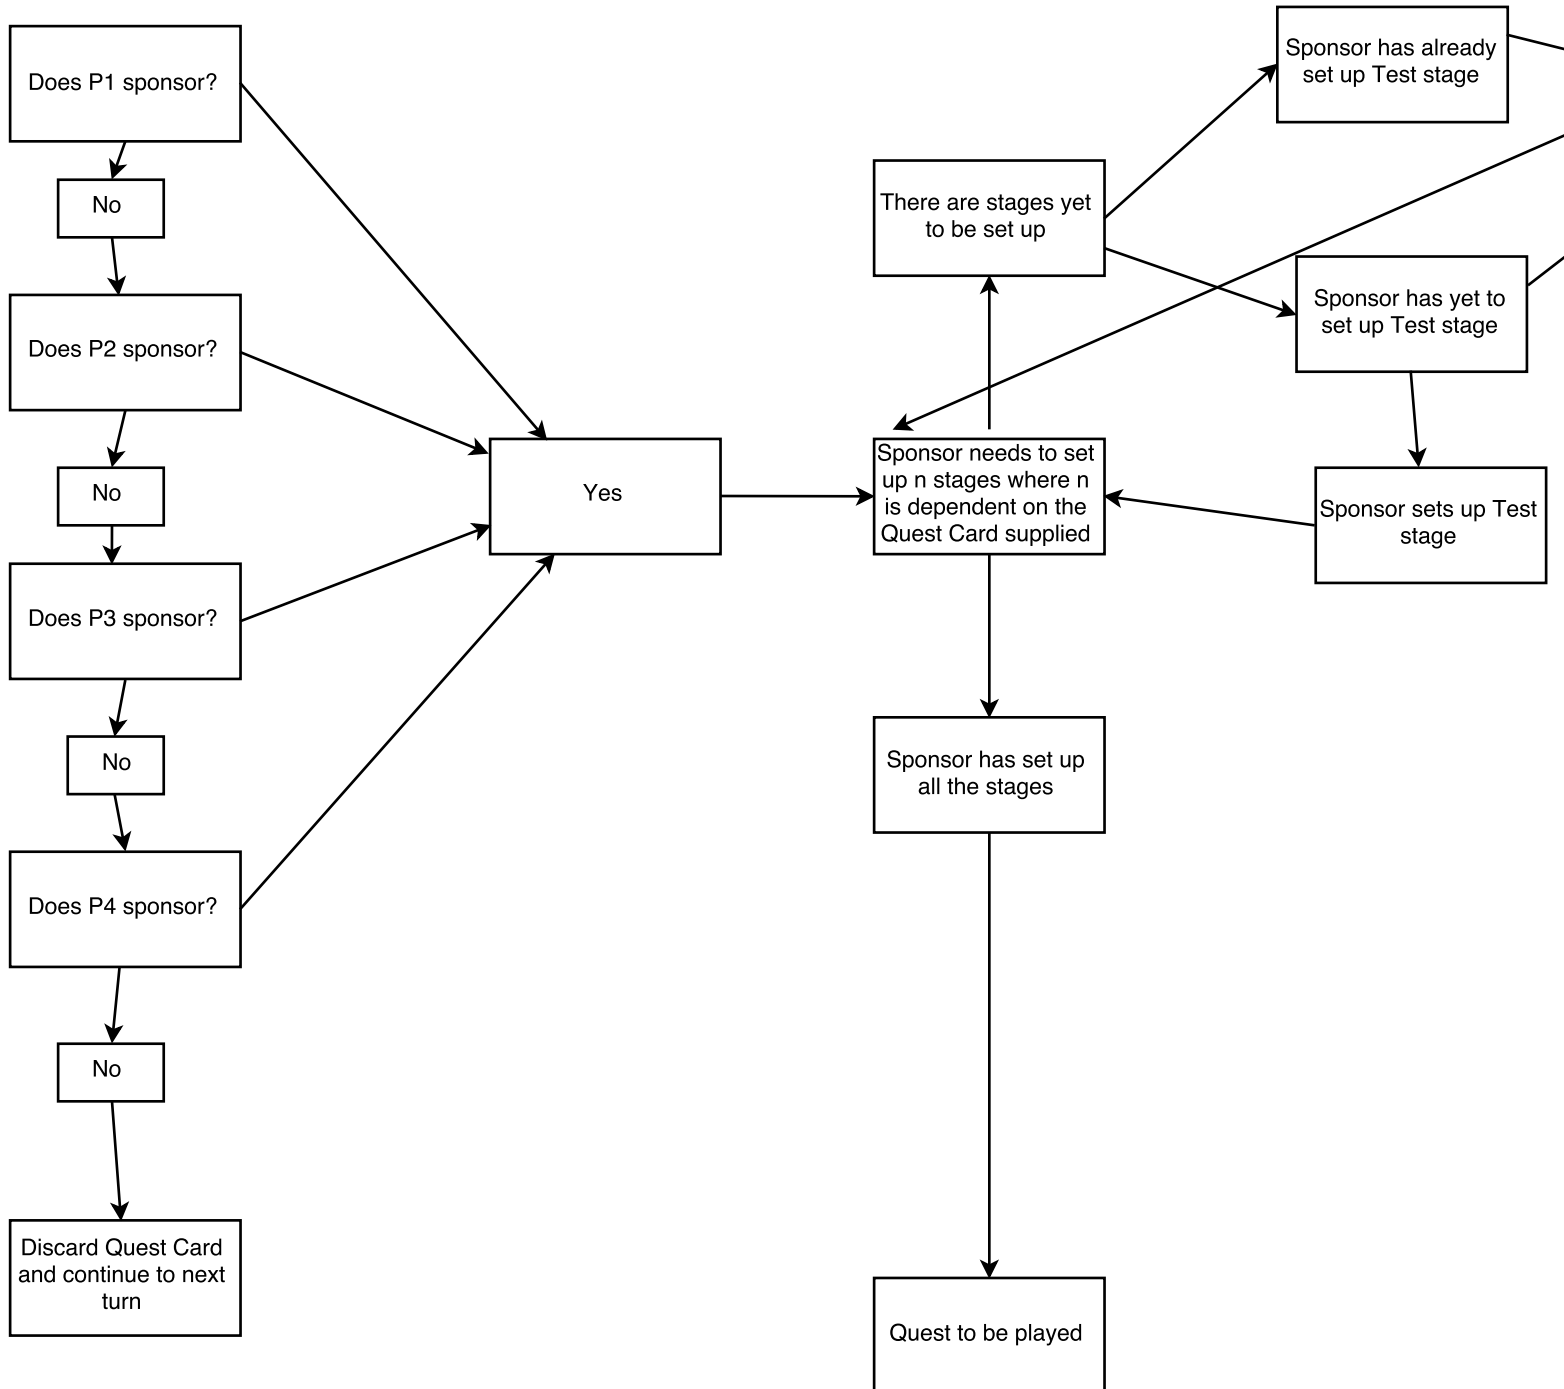 Does P1 sponsor?
No
Does P2 sponsor?
No
Does P3 sponsor?
No
Does P4 sponsor?
No
Discard Quest Card
and continue to next
turn
Yes
There are stages yet
to be set up
Sponsor needs to set
up n stages where n
is dependent on the
Quest Card supplied
Sponsor has set up
all the stages
Quest to be played
Sponsor has already
set up Test stage
Sponsor has yet to
set up Test stage
Sponsor sets up Test
stage